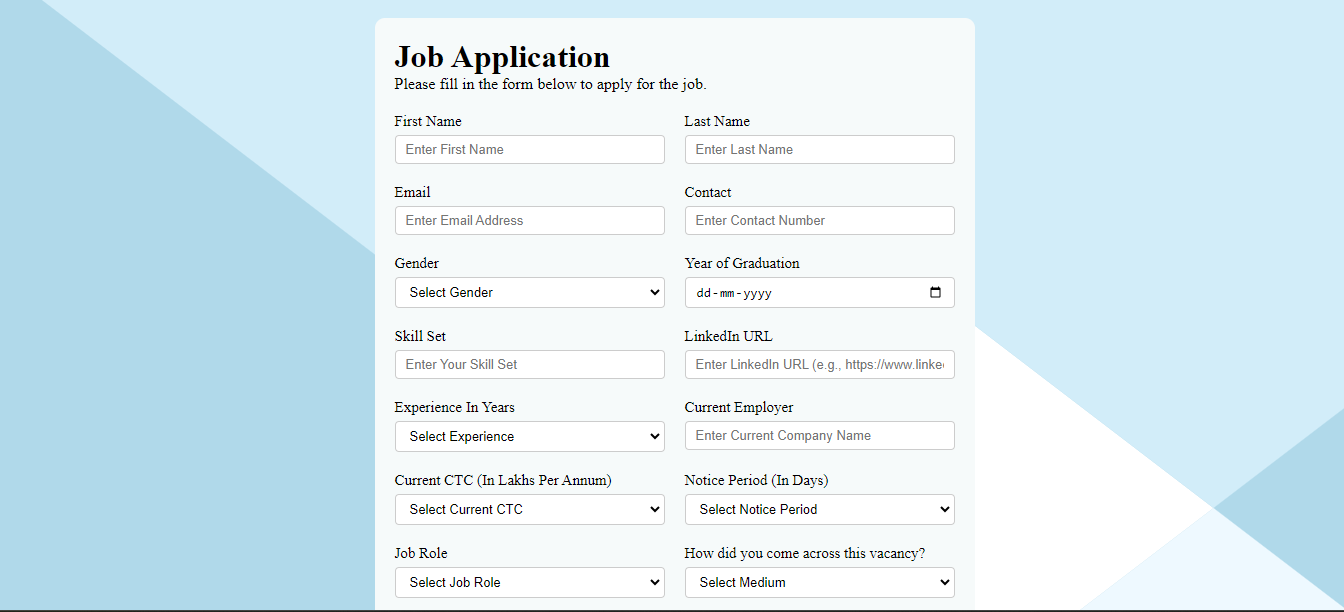 Job Application
Please fill in the form below to apply for the job.
First Name
Last Name
Enter First Name
Enter Last Name
Email
Contact
Enter Email Address
Enter Contact Number
Gender
Year of Graduation
Select Gender
dd-mm-yyyy
Skill Set
LinkedIn URL
Enter Your Skill Set
Enter LinkedIn URL (e.g., https://www.linke
Experience In Years
Current Employer
Select Experience
Enter Current Company Name
Current CTC (In Lakhs Per Annum)
Notice Period (In Days)
Select Current CTC
Select Notice Period
Job Role
How did you come across this vacancy?
Select Job Role
Select Medium